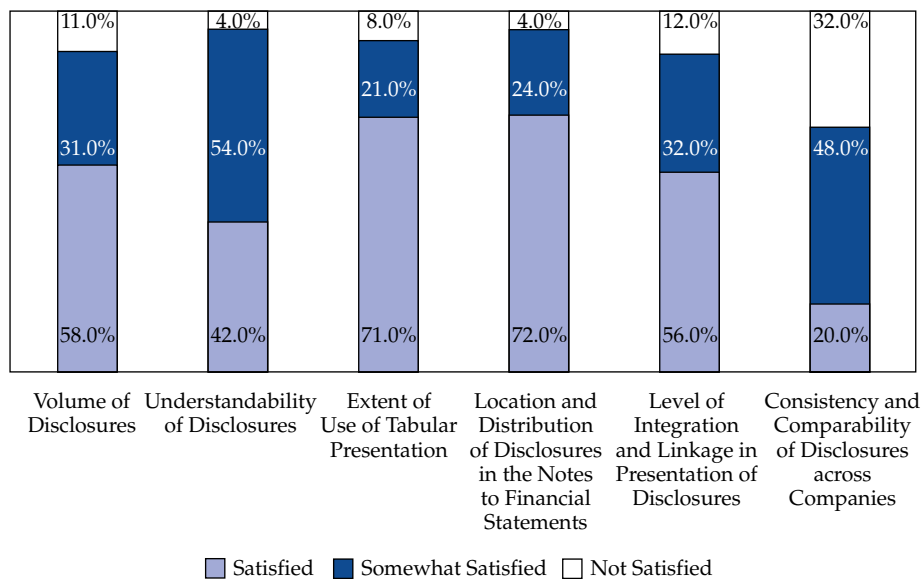 11.0% 4.0% 8.0% 4.0% 12.0% 32.0%
21.0% 24.0%
31.0% 54.0% 32.0% 48.0%
58.0% 42.0% 71.0% 72.0% 56.0% 20.0%
Volume of
Disclosures
Understandability
of Disclosures
Extent of
Use of Tabular
Presentation
Location and
Distribution
of Disclosures
in the Notes
to Financial
Statements
Level of
Integration
and Linkage in
Presentation of
Disclosures
Consistency and
Comparability
of Disclosures
across
Companies
Satisfied Somewhat Satisfied Not Satisfied